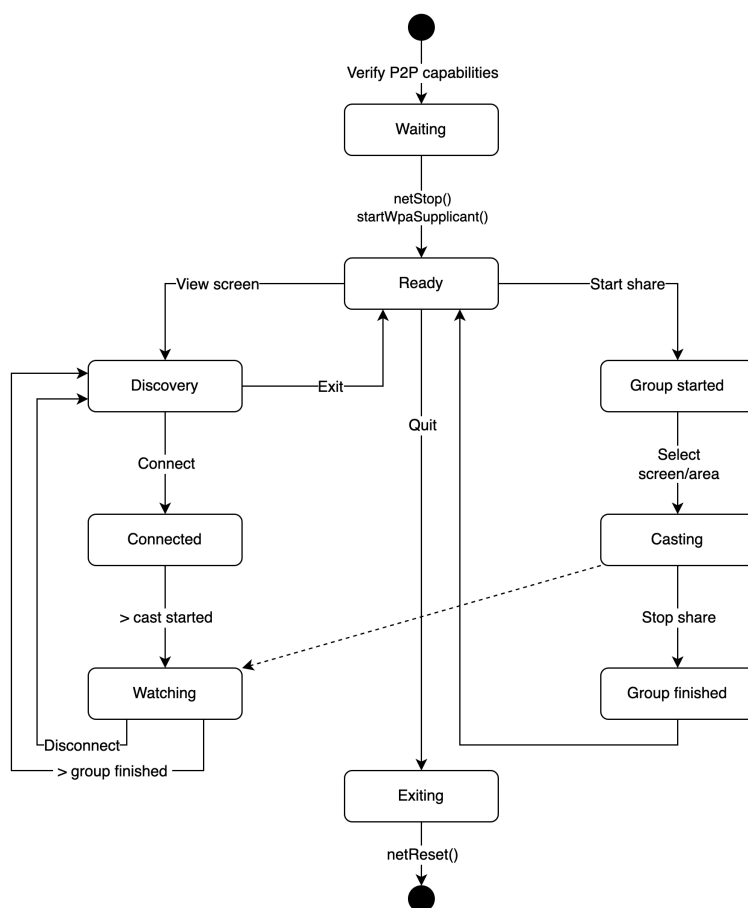 Verify P2P capabilities
Waiting
netStop()
startWpaSupplicant()
View screen
Ready
Start share
Discovery
Exit
Group started
Quit
Connect
Select
screen/area
Connected
Casting
> cast started
Stop share
Watching
Group finished
Disconnect
> group finished
Exiting
netReset()